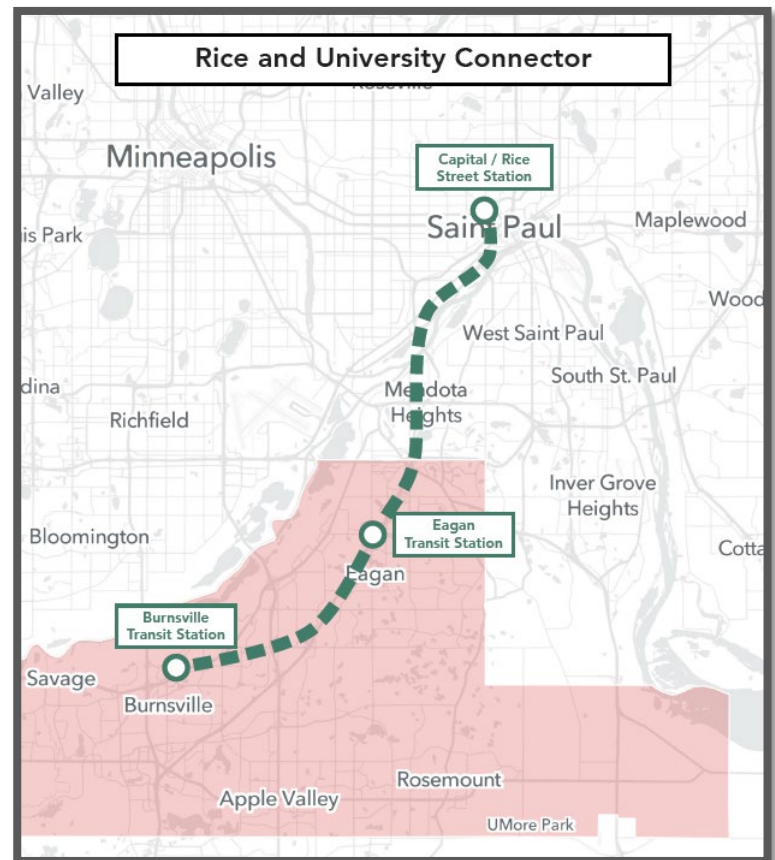 Rice and University Connector
Valley
Minneapolis
Capital / Rice
Street Station
Saint Paul
Maplewood
is Park
Wood
West Saint Paul
South St. Paul
dina
Mendota
Heights
Richfield
Inver Grove
Heights
Bloomington
Eagan
Transit Station
Cotta
Eagan
Burnsville
Transit Station
Savage
Burnsville
Rosemount
Apple Valley
UMore Park